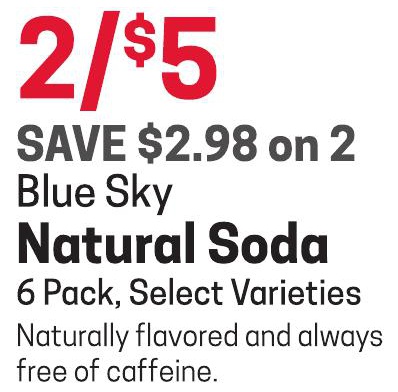 2/$5
SAVE $2.98 on 2
Blue Sky
Natural Soda
6 Pack, Select Varieties
Naturally flavored and always
free of caffeine.